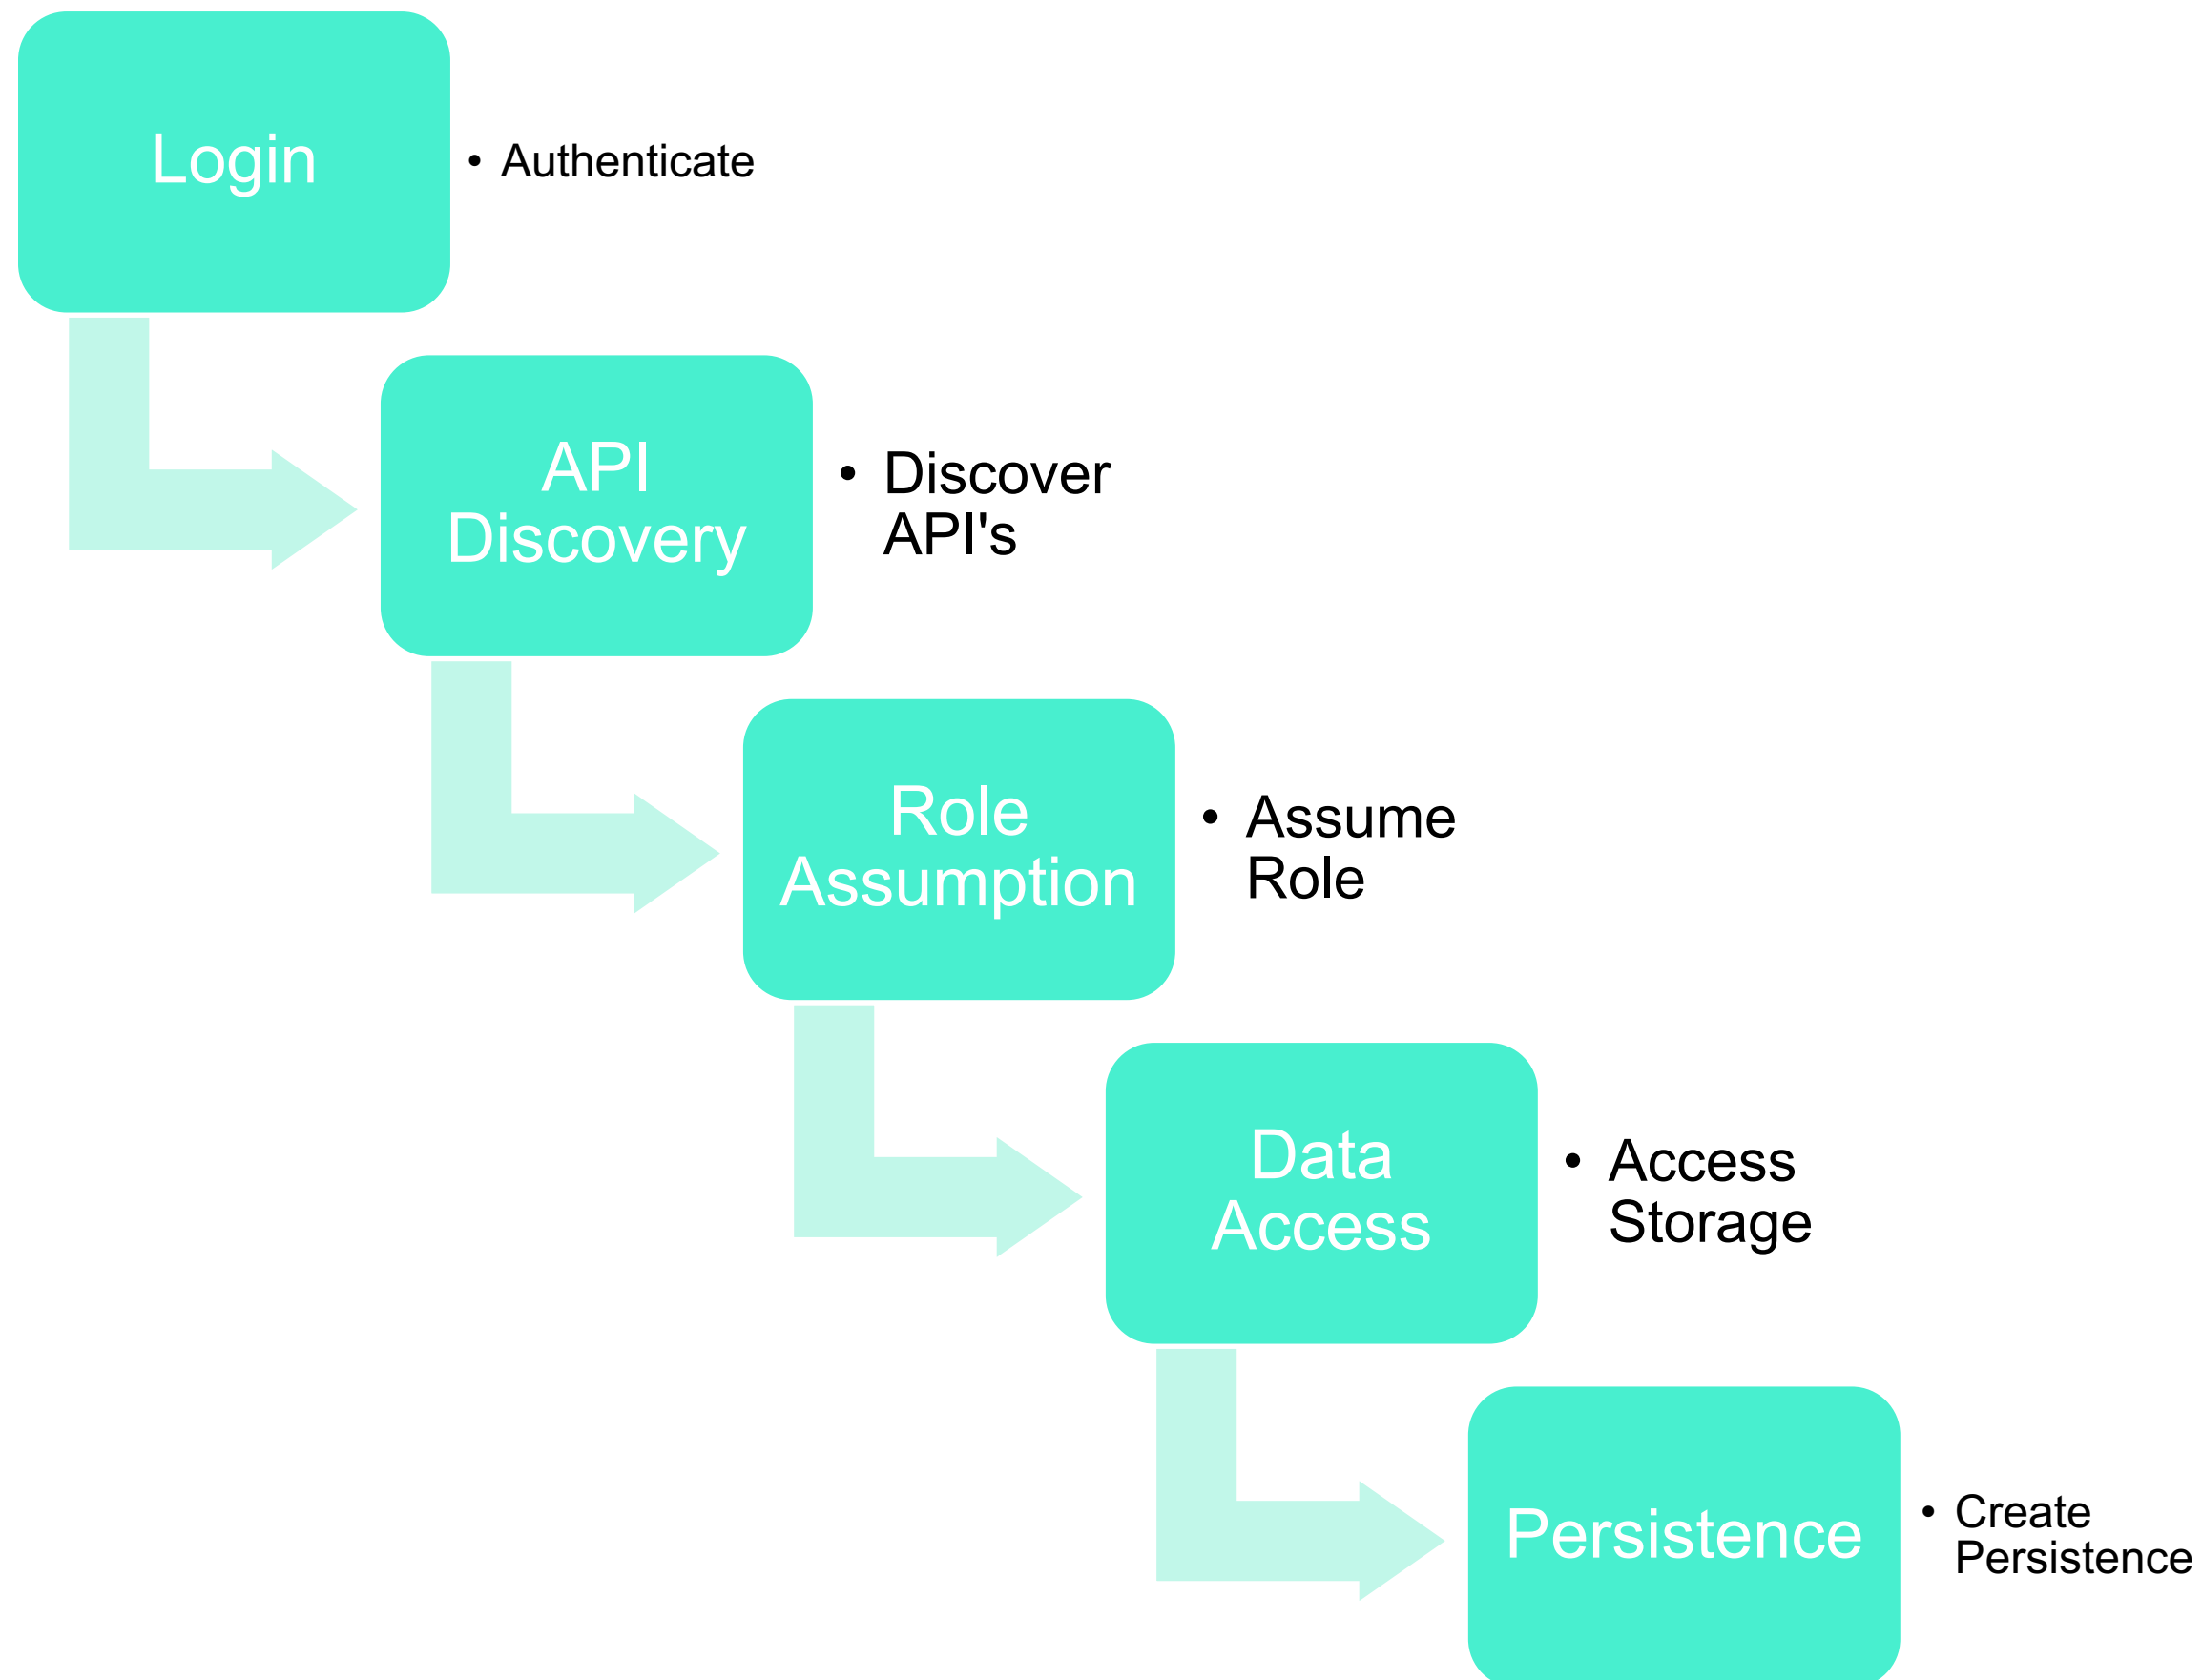 Login
• Authenticate
API
Discovery
• Discover
API's
Role
Assumption
• Assume
Role
Data
Access
• Access
Storage
Persistence
• Create
Persistence